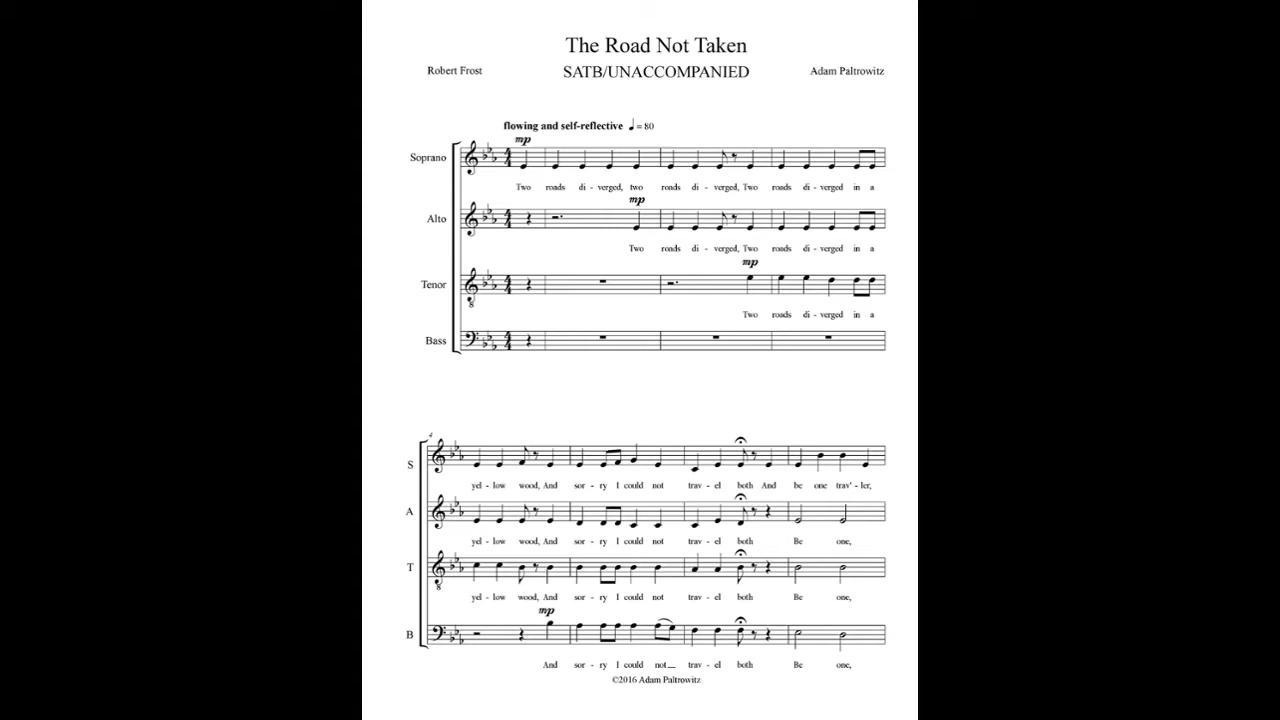 The Road Not Taken
Robert Frost
SATB/UNACCOMPANIED
Adam Paltrowitz
flowing and self-reflective ♩ = 80
mp
Soprano
Two roads di - verged, two roads di - verged, Two roads di - verged in a
mp
Alto
Two roads di - verged, Two roads di - verged in a
mp
Tenor
8
Two roads di - verged in a
Bass
4
S
yel - low wood, And sor - ry I could not trav - el both And be one trav' - ler,
A
yel - low wood, And sor - ry I could not trav - el both Be one,
T
8
yel - low wood, And sor - ry I could not trav - el both Be one,
mp
B
And sor - ry I could not__ trav - el both Be one,
©2016 Adam Paltrowitz